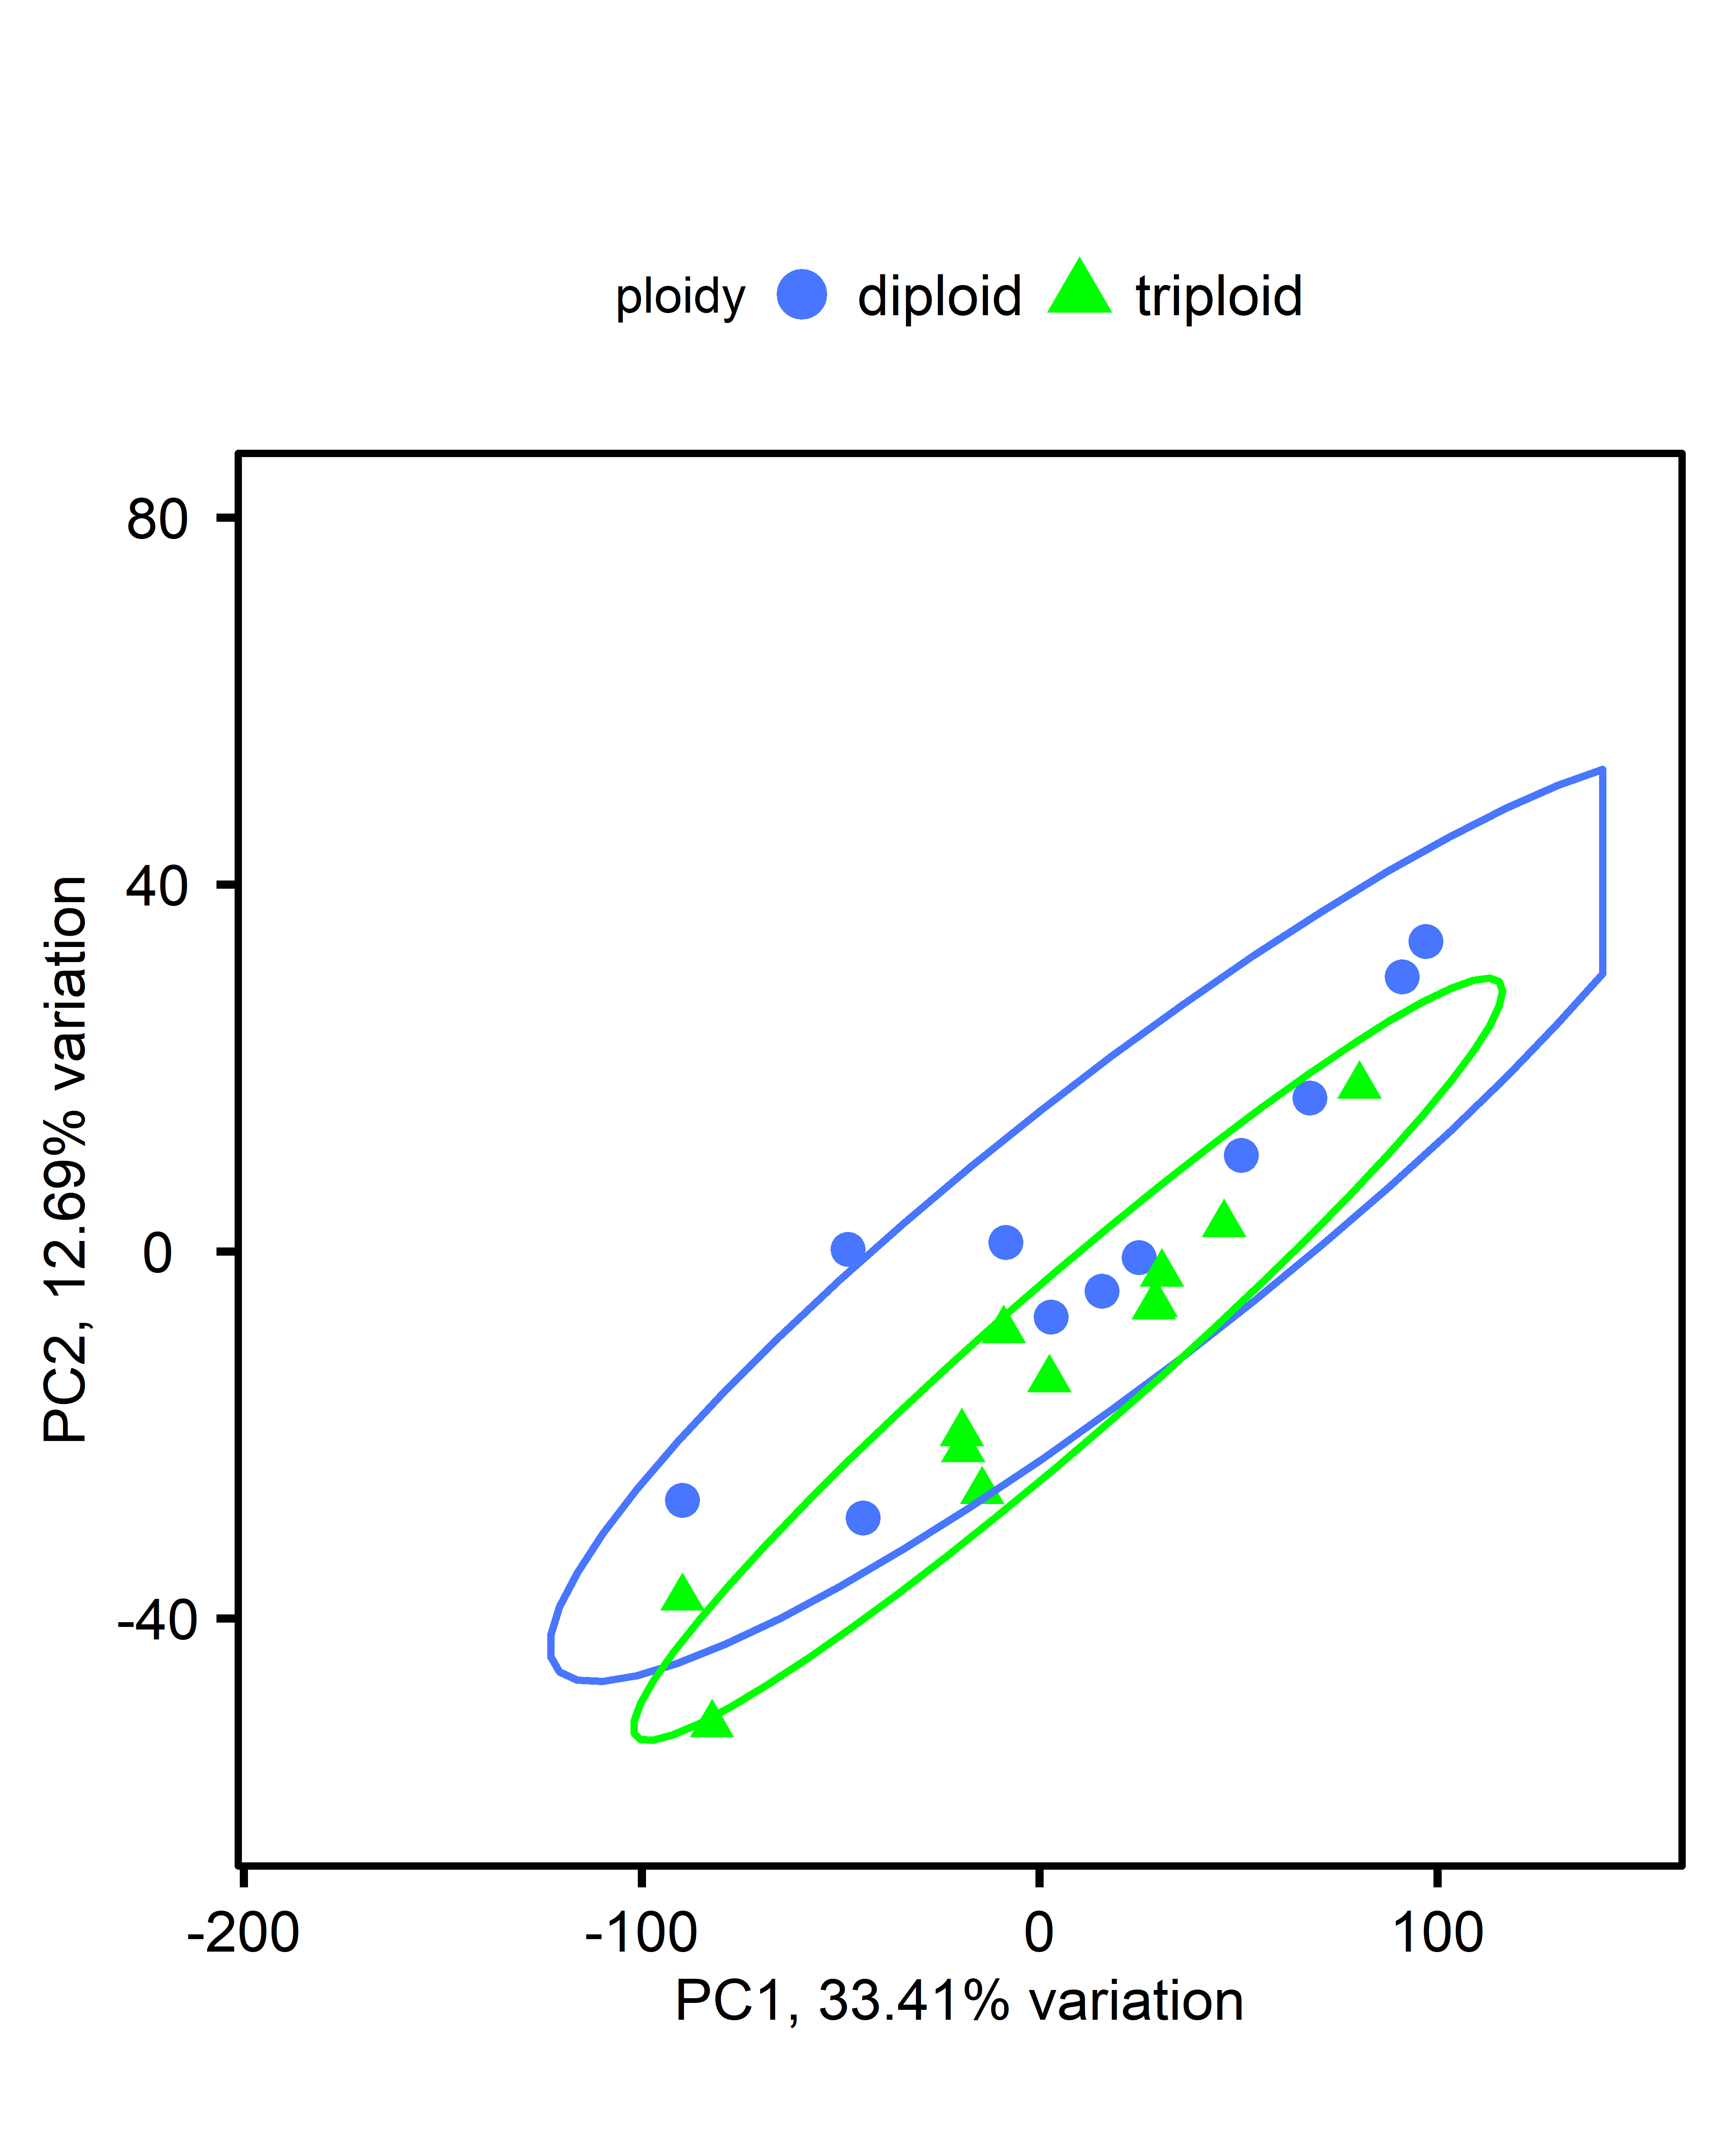 ploidy diploid triploid
80
40
0
-40
PC2, 12.69% variation
-200 -100 0 100
PC1, 33.41% variation